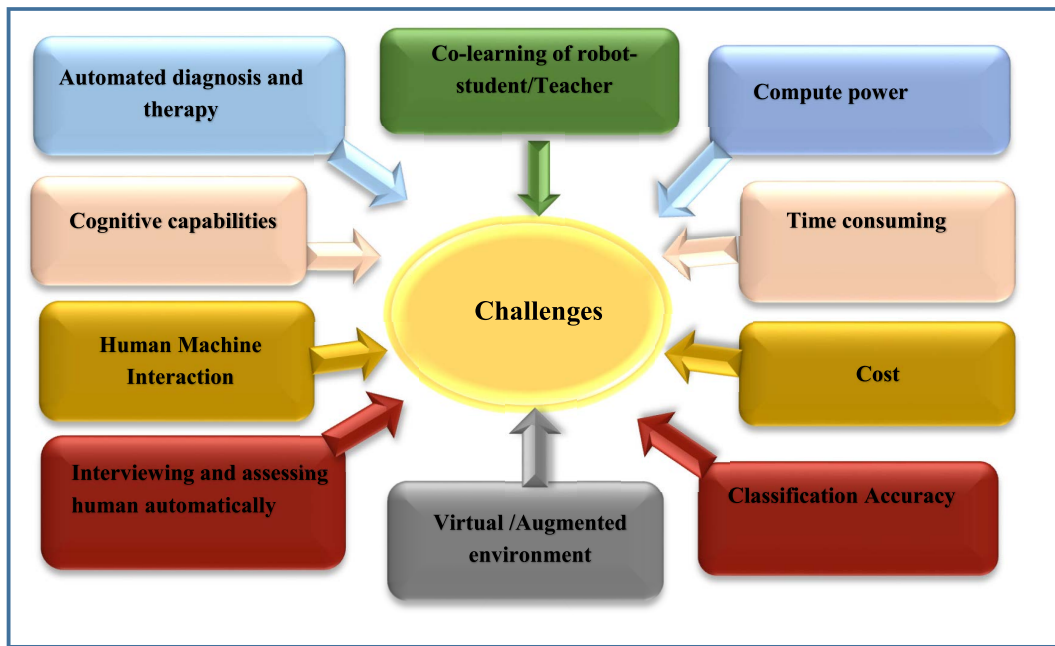 Automated diagnosis and
therapy
Co-learning of robot-
student/Teacher
Compute power
Cognitive capabilities
Time consuming
Challenges
Human Machine
Interaction
Cost
Interviewing and assessing
human automatically
Virtual /Augmented
environment
Classification Accuracy